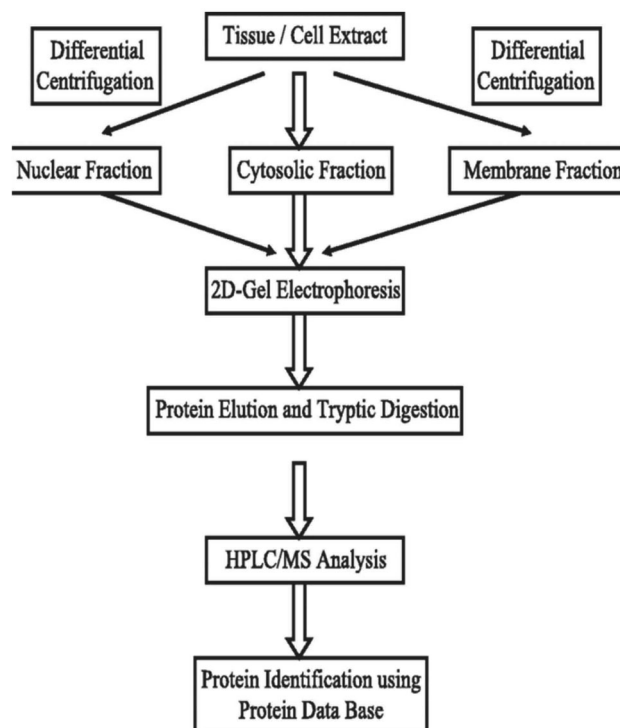 Differential
Centrifugation
Tissue / Cell Extract
Differential
Centrifugation
Nuclear Fraction
Cytosolic Fraction
Membrane Fraction
2D-Gel Electrophoresis
Protein Elution and Tryptic Digestion
HPLC/MS Analysis
Protein Identification using
Protein Data Base